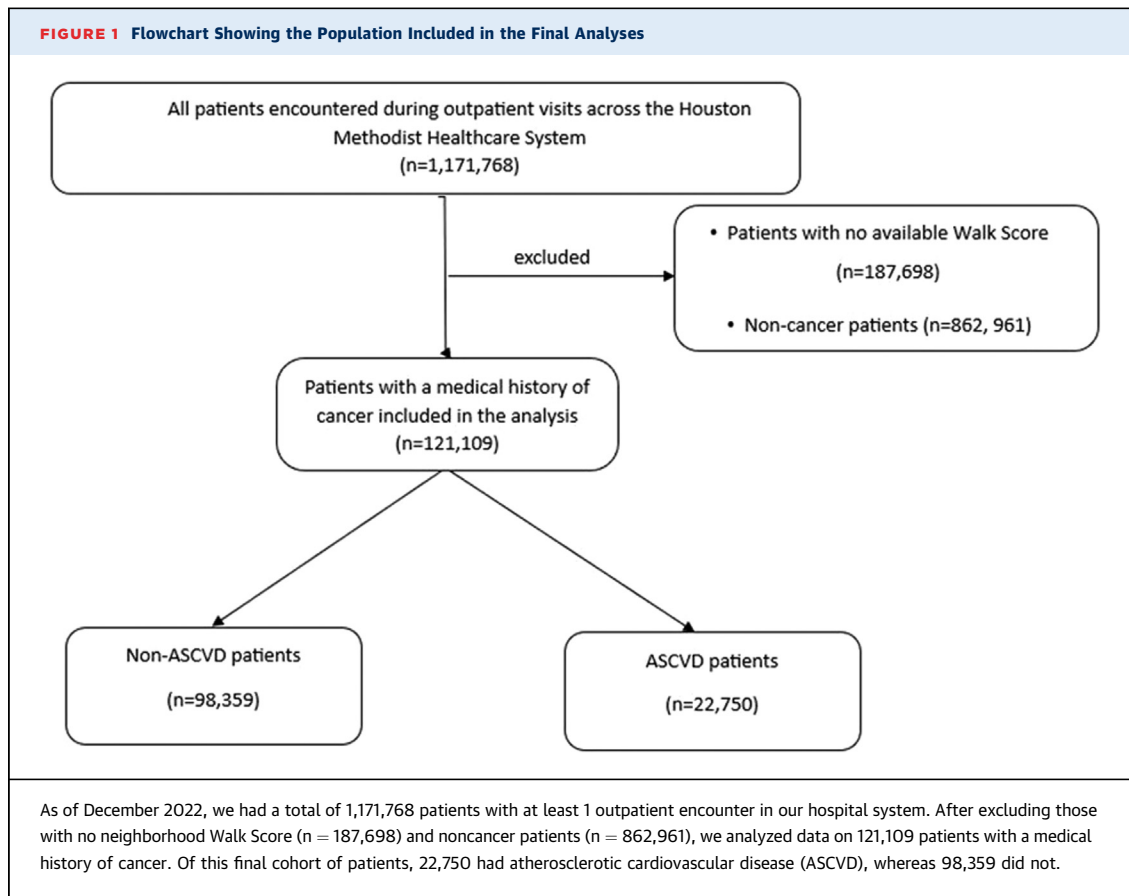 FIGURE 1 Flowchart Showing the Population Included in the Final Analyses
All patients encountered during outpatient visits across the Houston
Methodist Healthcare System
(n=1,171,768)
excluded
• Patients with no available Walk Score
(n=187,698)
• Non-cancer patients (n=862, 961)
Patients with a medical history of
cancer included in the analysis
(n=121,109)
Non-ASCVD patients
(n=98,359)
ASCVD patients
(n=22,750)
As of December 2022, we had a total of 1,171,768 patients with at least 1 outpatient encounter in our hospital system. After excluding those
with no neighborhood Walk Score (n = 187,698) and noncancer patients (n = 862,961), we analyzed data on 121,109 patients with a medical
history of cancer. Of this final cohort of patients, 22,750 had atherosclerotic cardiovascular disease (ASCVD), whereas 98,359 did not.